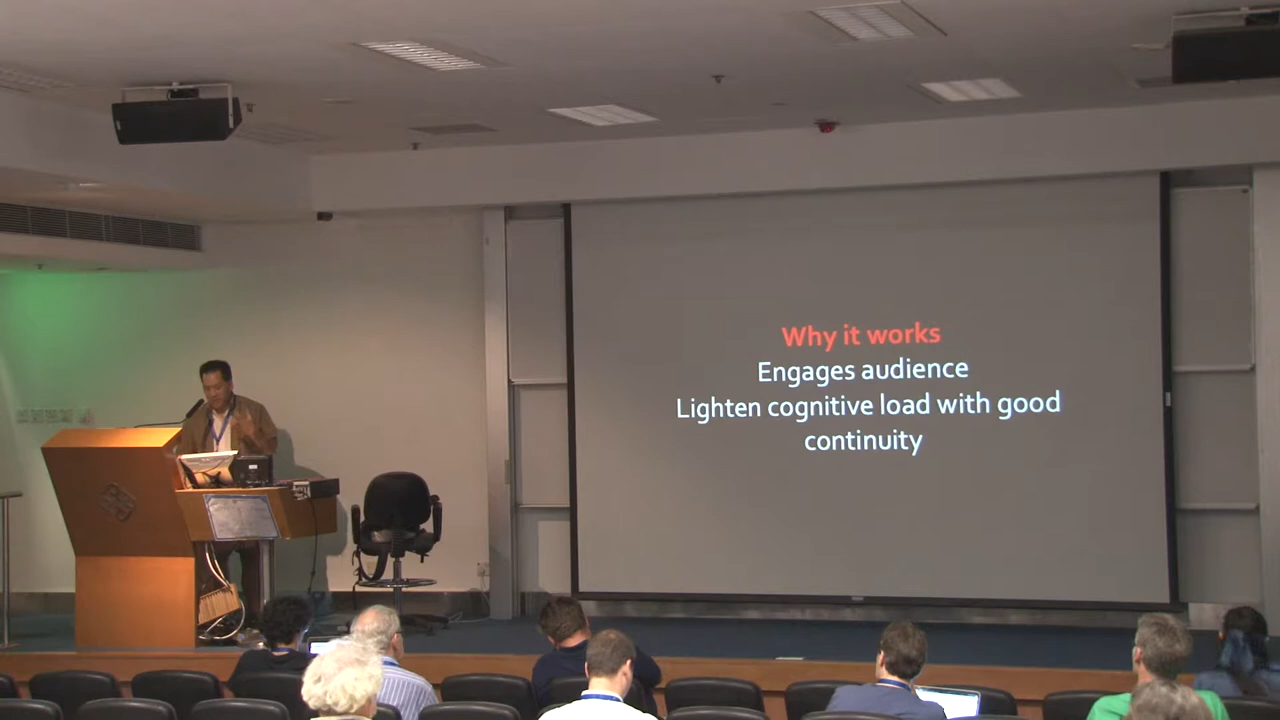 Why it works
Engages audience
Lighten cognitive load with good
continuity